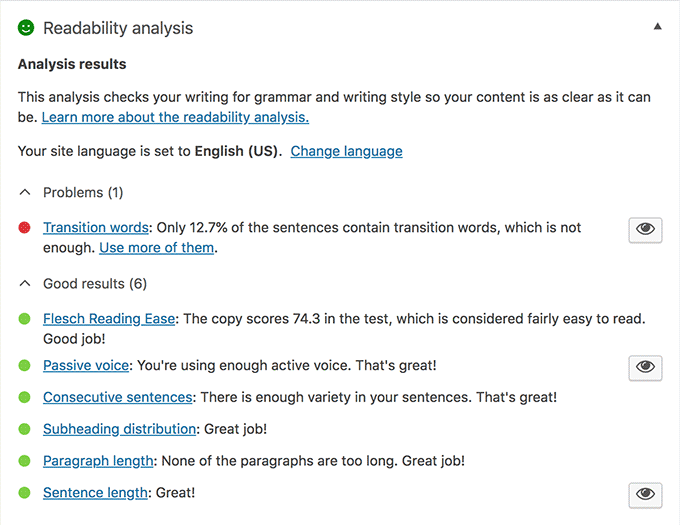 Readability analysis
Analysis results
This analysis checks your writing for grammar and writing style so your content is as clear as it can
be. Learn more about the readability analysis.
Your site language is set to English (US). Change language
Problems (1)
Transition words: Only 12.7% of the sentences contain transition words, which is not
enough. Use more of them.
Good results (6)
Flesch Reading Ease: The copy scores 74.3 in the test, which is considered fairly easy to read.
Good job!
Passive voice: You're using enough active voice. That's great!
Consecutive sentences: There is enough variety in your sentences. That's great!
Subheading distribution: Great job!
Paragraph length: None of the paragraphs are too long. Great job!
Sentence length: Great!